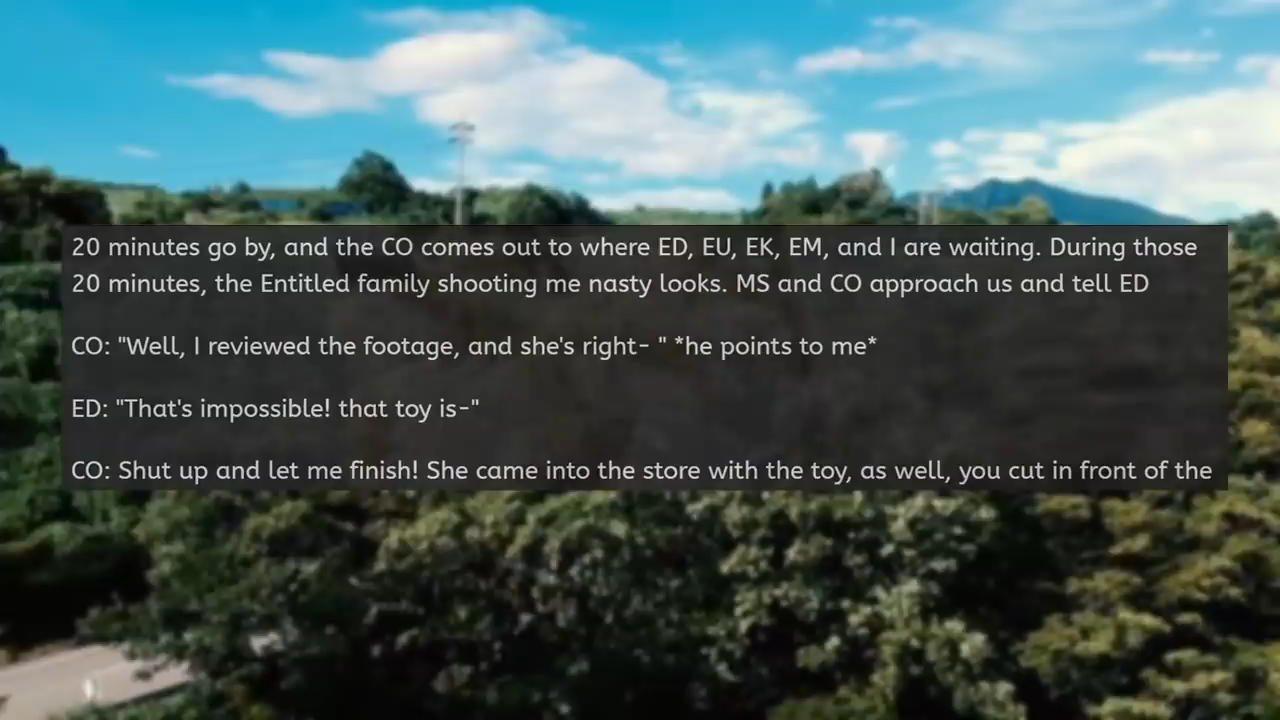 20 minutes go by, and the CO comes out to where ED, EU, EK, EM, and I are waiting. During those
20 minutes, the Entitled family shooting me nasty looks. MS and CO approach us and tell ED
CO: "Well, I reviewed the footage, and she's right- " *he points to me*
ED: "That's impossible! that toy is-"
CO: Shut up and let me finish! She came into the store with the toy, as well, you cut in front of the